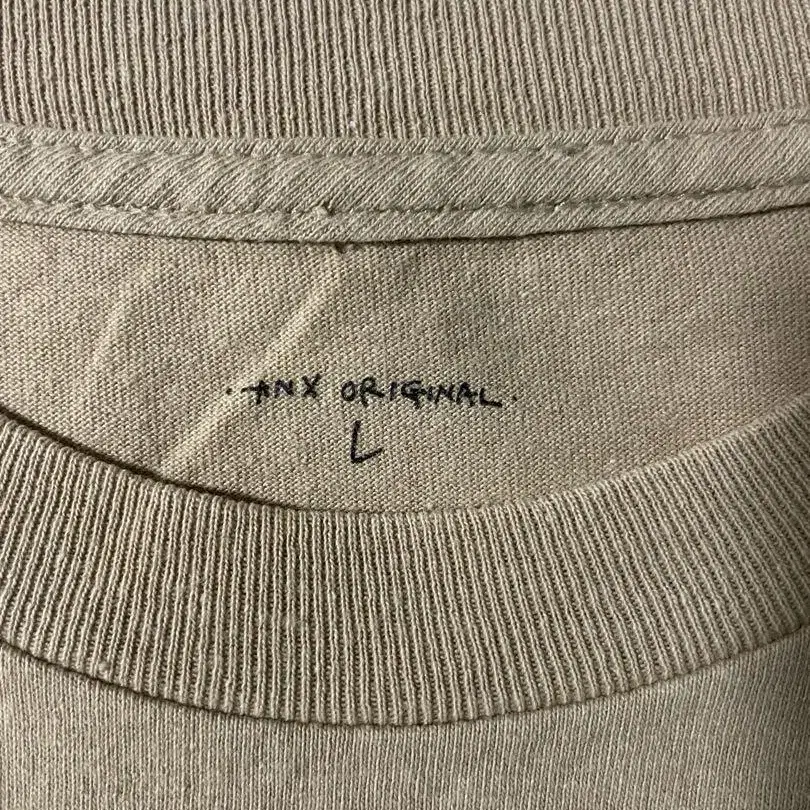 · ANX ORIGINAL ·
L